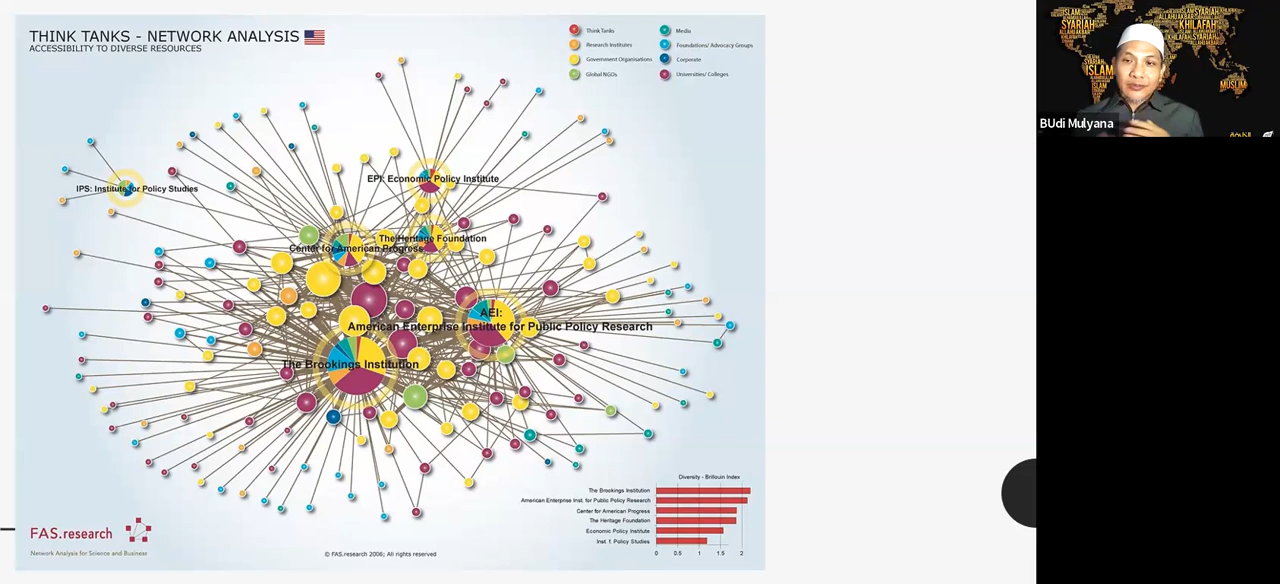 THINK TANKS - NETWORK ANALYSIS
ACCESSIBILITY TO DIVERSE RESOURCES
Think Tanks
Research Institutes
Government Organisations
Global NGOs
Media
Foundations/ Advocacy Groups
Corporate
Universities/ Colleges
IPS: Institute for Policy Studies
EPI: Economic Policy Institute
The Heritage Foundation
Center for American Progress
AEI:
American Enterprise Institute for Public Policy Research
The Brookings Institution
Diversity - Brillouin Index
The Brookings Institution
American Enterprise Inst. for Public Policy Research
Center for American Progress
The Heritage Foundation
Economic Policy Institute
Inst. f. Policy Studies
0 0.5 1 1.5 2
FAS.research
Network Analysis for Science and Business
© FAS.research 2006; All rights reserved
ISLAM
SYARIAH
ALLAHUAKBAR
SYARIAH
KHILAFAH
ISLAM
MUSLIM
BUdi Mulyana